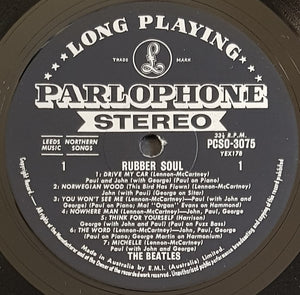 ★LONG PLAYING★
TRADE MARK
£
PARLOPHONE
STEREO
LEEDS MUSIC
NORTHERN SONGS
33⅓ R.P.M.
PCSO-3075
YEX178
1
RUBBER SOUL
1
1 DRIVE MY CAR (Lennon-McCartney)
Paul and John (with George) (Paul on Piano)
2 NORWEGIAN WOOD (This Bird Has Flown) (Lennon-McCartney)
John (with Paul) (George on Sitar)
3 YOU WON'T SEE ME (Lennon-McCartney)—Paul (with John and
George) (Paul on Piano) Mal "Organ" Evans on Hammond)
4 NOWHERE MAN (Lennon-McCartney)—John, Paul and George
5 THINK FOR YOURSELF (Harrison)
George (with John and Paul)
6 THE WORD (Lennon-McCartney)—John, Paul, George
(Paul on Piano, George Martin on Harmonium)
7 MICHELLE (Lennon-McCartney)
Paul (with John and George)
THE BEATLES
Made in Australia by E.M.I. (Australia) Limited.